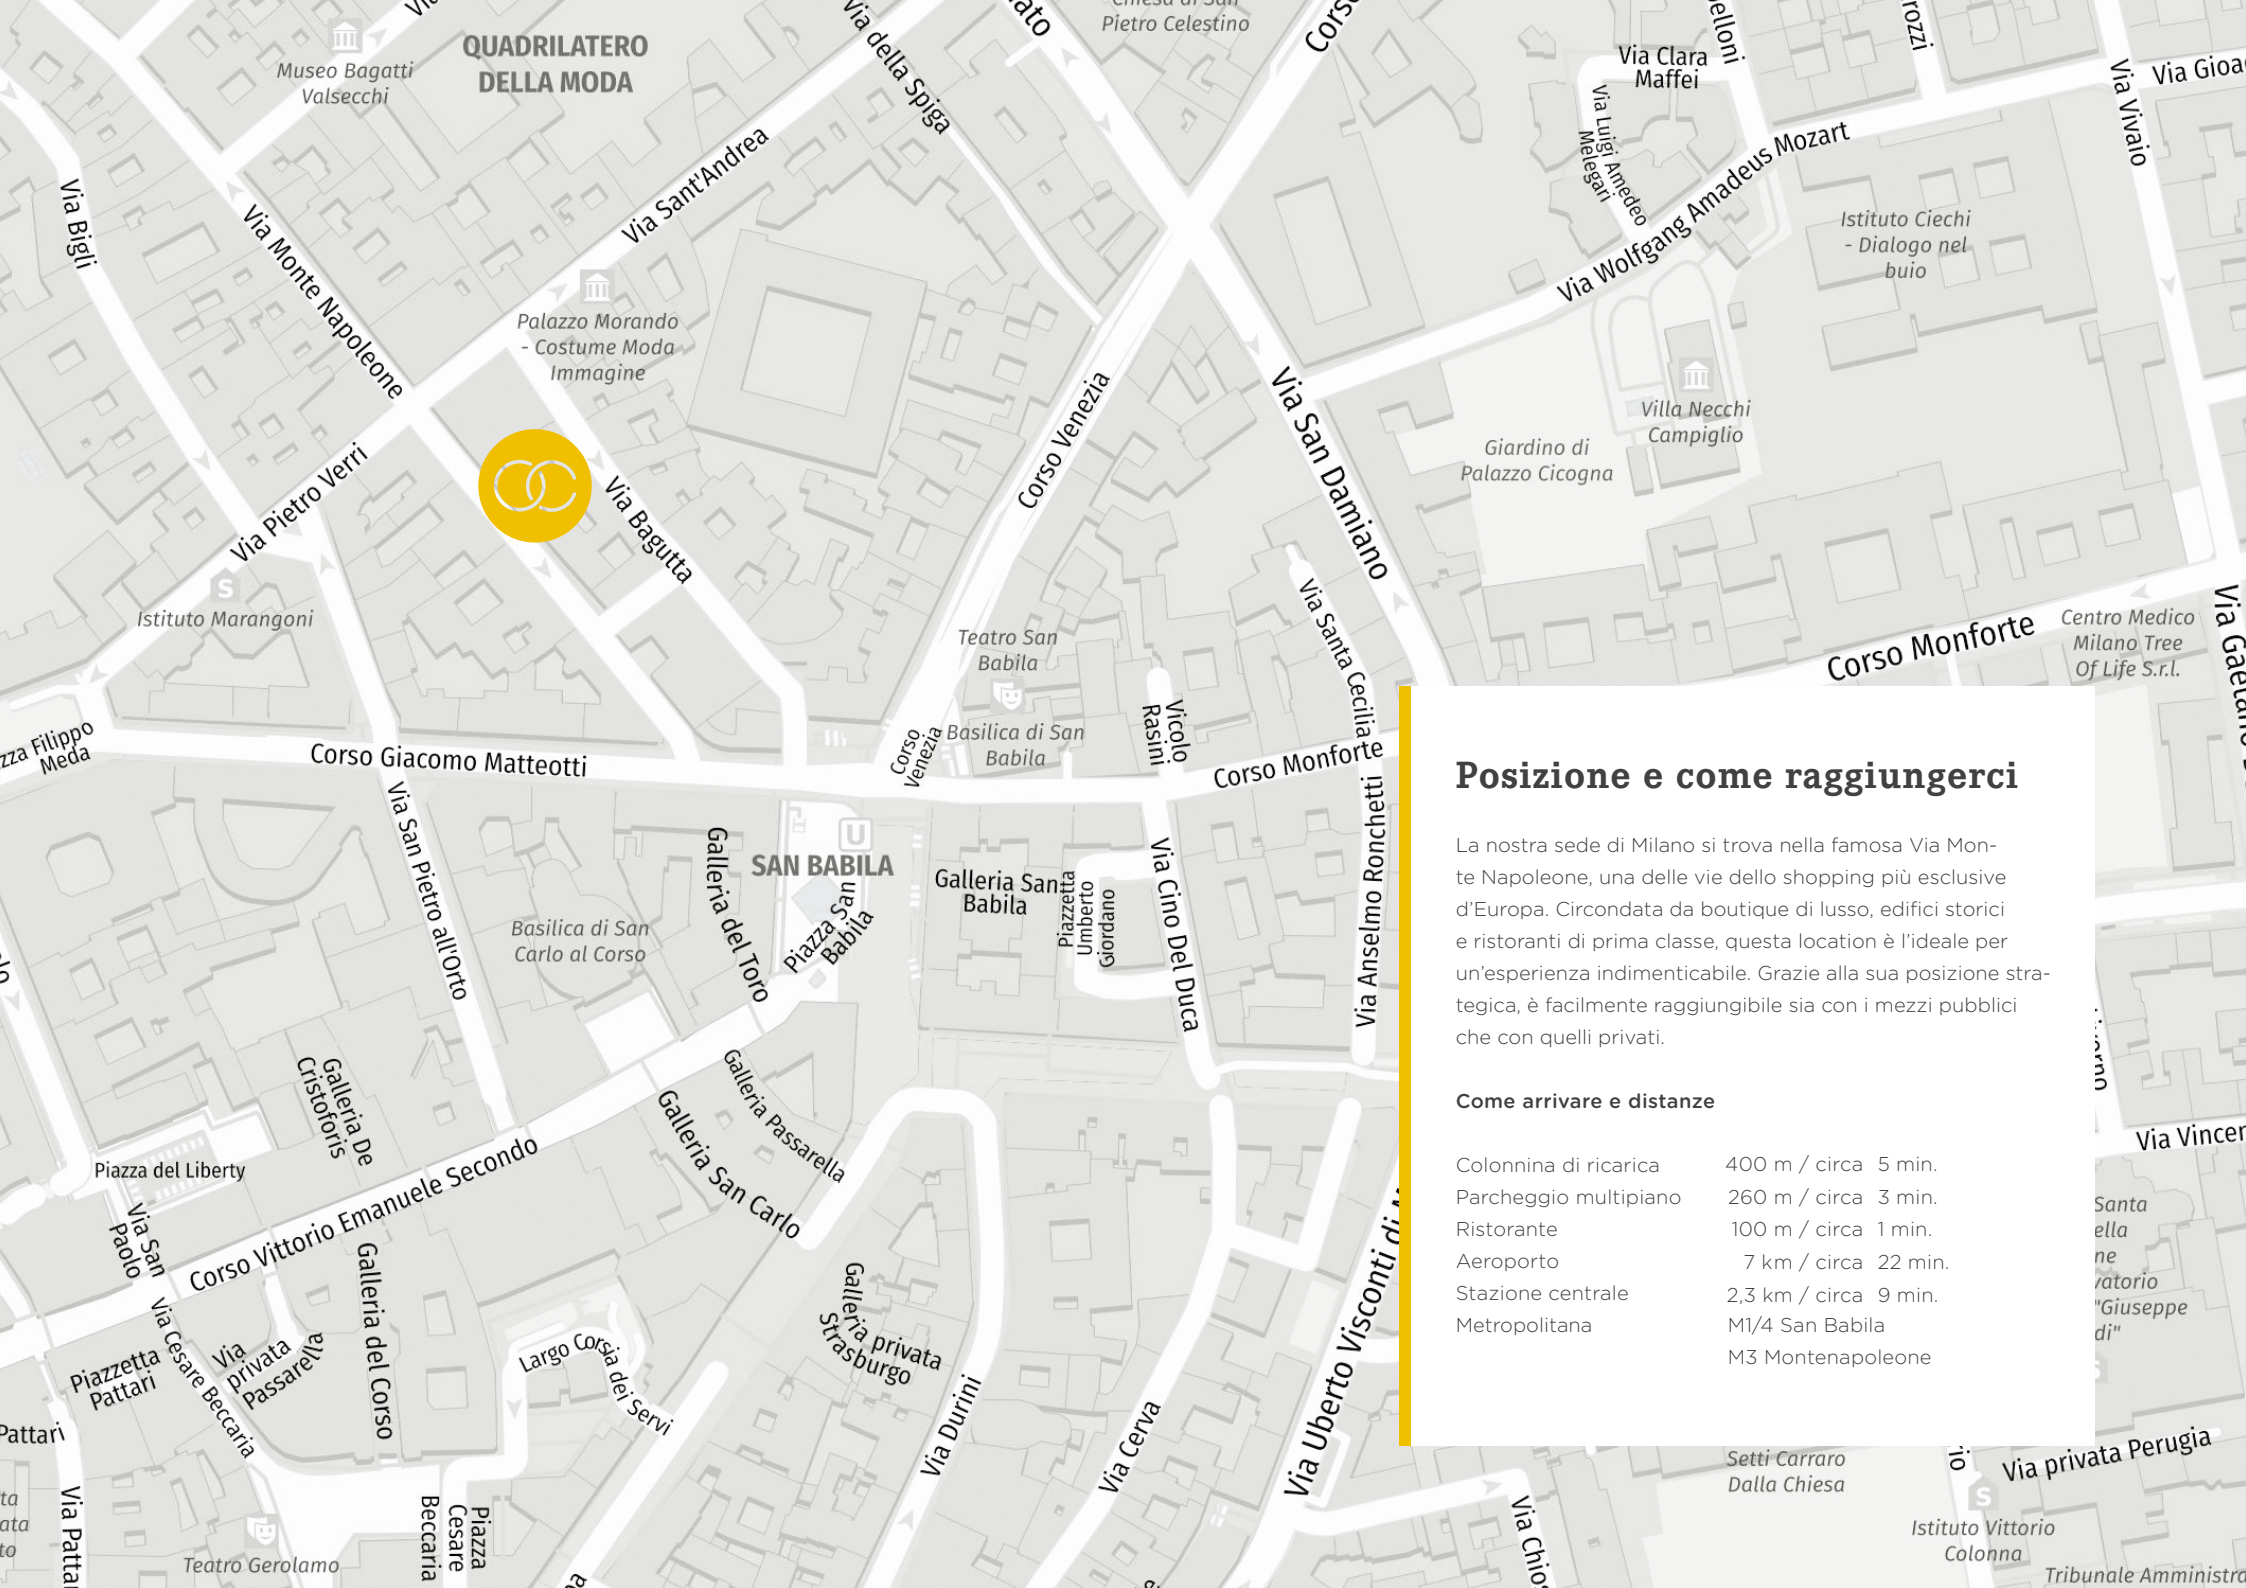 Museo Bagatti
Valsecchi
QUADRILATERO
DELLA MODA
Via della Spiga
Pietro Celestino
Via Clara
Maffei
Via Luigi Amedeo
Melegari
Via Vivaio
Via Bigli
Via Monte Napoleone
Via Sant'Andrea
Via Wolfgang Amadeus Mozart
Istituto Ciechi
- Dialogo nel
buio
Palazzo Morando
- Costume Moda
Immagine
Villa Necchi
Campiglio
Giardino di
Palazzo Cicogna
Corso Venezia
Via San Damiano
Via Pietro Verri
Via Bagutta
Istituto Marangoni
Via Santa Cecilia
Teatro San
Babila
Corso Monforte
Centro Medico
Milano Tree
Of Life S.r.l.
zza Filippo
Meda
Corso Giacomo Matteotti
Corso
Venezia
Basilica di San
Babila
Vicolo
Rasini
Corso Monforte
Via San Pietro all'Orto
Galleria del Toro
SAN BABILA
Piazza San
Babila
Galleria San
Babila
Piazzetta
Umberto
Giordano
Via Cino Del Duca
Via Anselmo Ronchetti
Basilica di San
Carlo al Corso
Galleria De
Cristoforis
Galleria Passarella
Galleria San Carlo
Piazza del Liberty
Via San
Paolo
Corso Vittorio Emanuele Secondo
Galleria del Corso
Via Cesare Beccaria
Via
privata
Passarella
Piazzetta
Pattari
Pattari
Via Pattar
Largo Corsia dei Servi
Galleria privata
Strasburgo
Via Durini
Via Cerva
Via Uberto Visconti di
Piazza
Cesare
Beccaria
Teatro Gerolamo
Posizione e come raggiungerci
La nostra sede di Milano si trova nella famosa Via Mon-
te Napoleone, una delle vie dello shopping più esclusive
d'Europa. Circondata da boutique di lusso, edifici storici
e ristoranti di prima classe, questa location è l'ideale per
un'esperienza indimenticabile. Grazie alla sua posizione stra-
tegica, è facilmente raggiungibile sia con i mezzi pubblici
che con quelli privati.
Come arrivare e distanze
Colonnina di ricarica 400 m / circa 5 min.
Parcheggio multipiano 260 m / circa 3 min.
Ristorante 100 m / circa 1 min.
Aeroporto 7 km / circa 22 min.
Stazione centrale 2,3 km / circa 9 min.
Metropolitana M1/4 San Babila
M3 Montenapoleone
Via Vincer
Santa
ella
ne
vatorio
"Giuseppe
di"
Setti Carraro
Dalla Chiesa
Via privata Perugia
Istituto Vittorio
Colonna
Tribunale Amministra